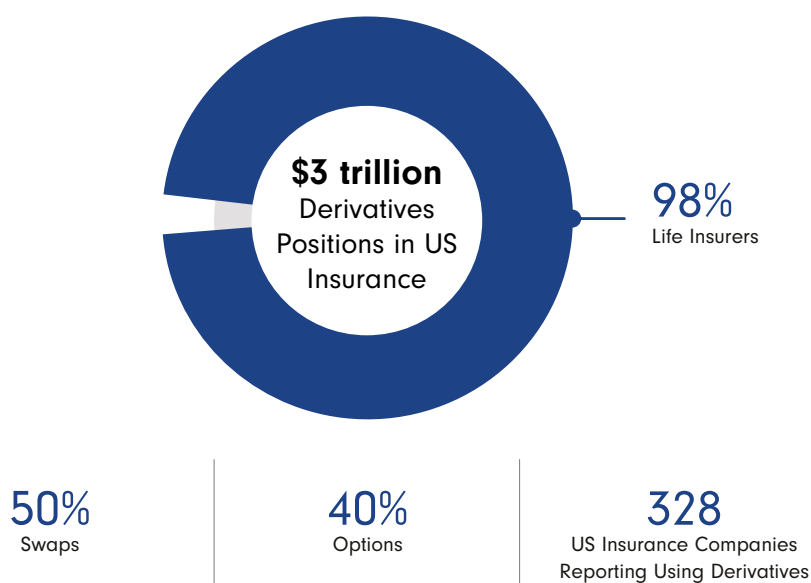 $3 trillion
Derivatives
Positions in US
Insurance
98%
Life Insurers
50%
Swaps
40%
Options
328
US Insurance Companies
Reporting Using Derivatives